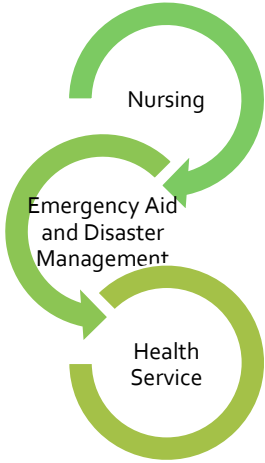 Nursing
Emergency Aid
and Disaster
Management
Health
Service